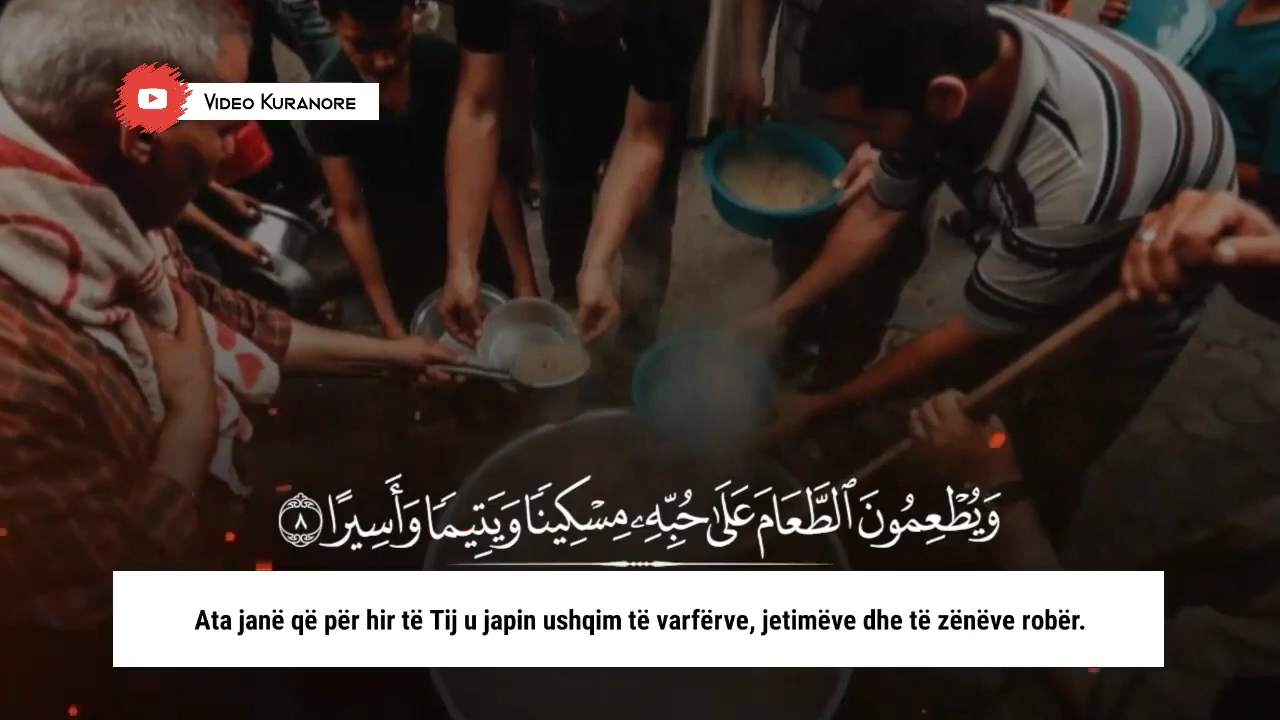 Video Kuranore
وَيُطْعِمُونَ ٱلطَّعَامَ عَلَىٰ حُبِّهِۦ مِسْكِينًا وَيَتِيمًا وَأَسِيرًا ٨
Ata janë që për hir të Tij u japin ushqim të varfërve, jetimëve dhe të zënëve robër.